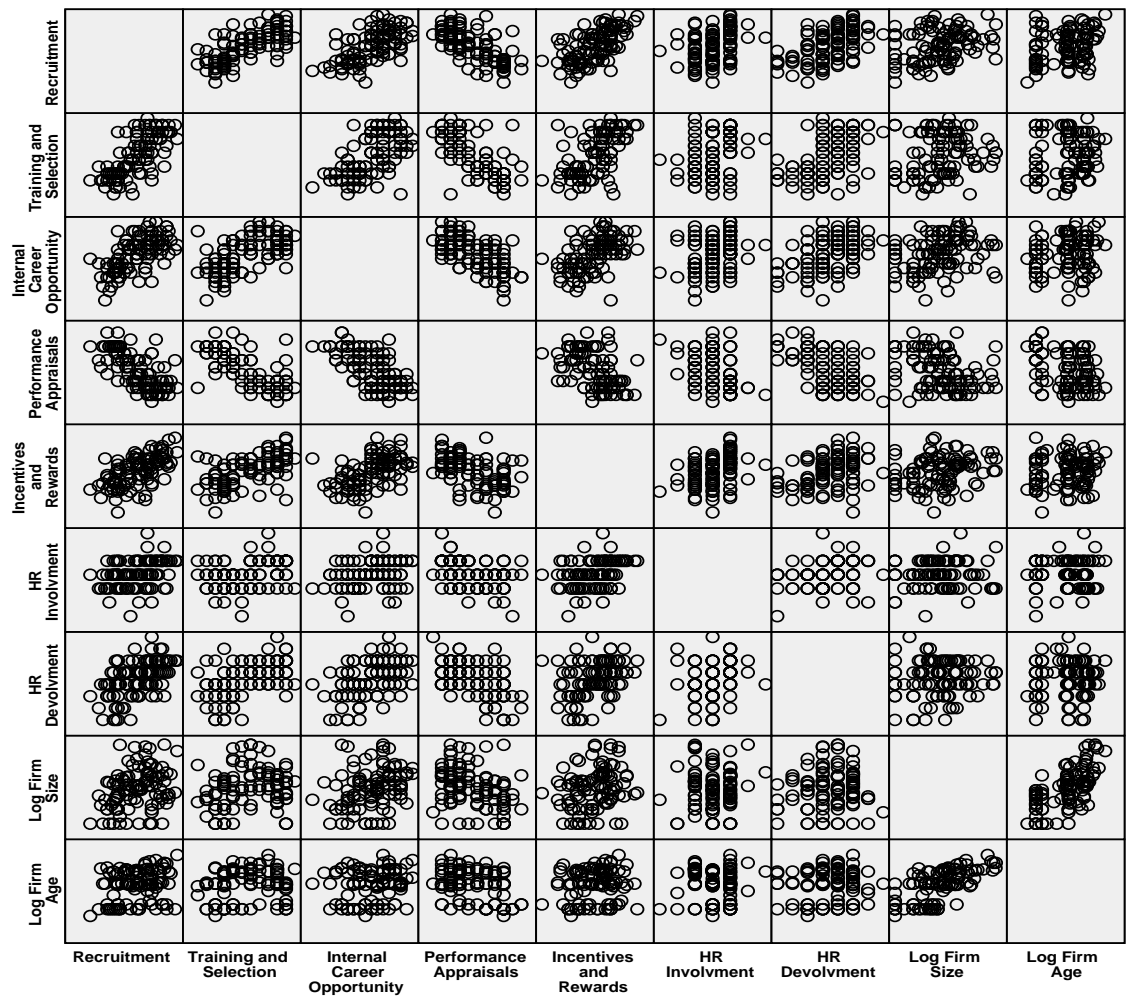 Recruitment
Training and
Selection
Internal
Career
Opportunity
Performance
Appraisals
Incentives
and
Rewards
HR
Involvment
HR
Devolvment
Log Firm
Size
Log Firm
Age
Recruitment
Training and
Selection
Internal
Career
Opportunity
Performance
Appraisals
Incentives
and
Rewards
HR
Involvment
HR
Devolvment
Log Firm
Size
Log Firm
Age